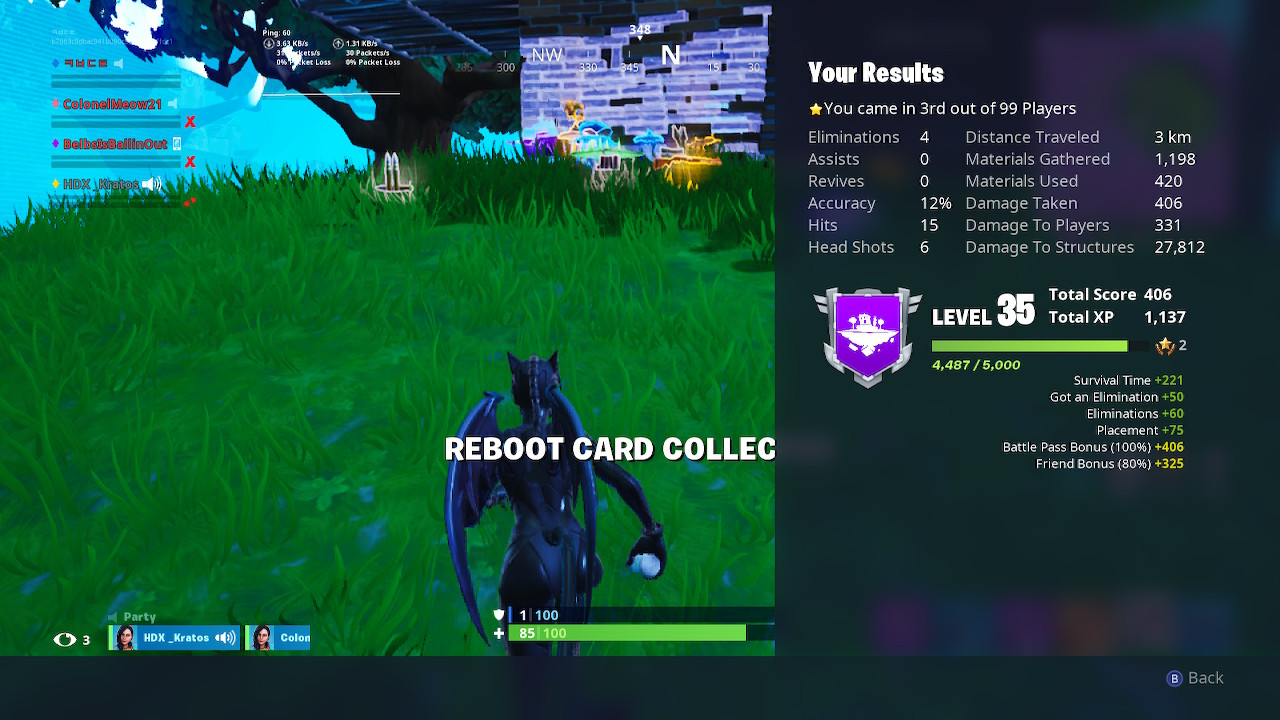 Ping: 60
3.63 KB/s
1.31 KB/s
30 Packets/s
0% Packet Loss
0% Packet Loss
348
NW
N
285
300
330
345
15
30
ColonelMeow21
X
X
HDX_Kratos
REBOOT CARD COLLEC
1 | 100
85 | 100
3
Party
HDX_Kratos
Colon
Your Results
You came in 3rd out of 99 Players
Eliminations 4 Distance Traveled 3 km
Assists 0 Materials Gathered 1,198
Revives 0 Materials Used 420
Accuracy 12% Damage Taken 406
Hits 15 Damage To Players 331
Head Shots 6 Damage To Structures 27,812
LEVEL 35
Total Score 406
Total XP 1,137
2
4,487 / 5,000
Survival Time +221
Got an Elimination +50
Eliminations +60
Placement +75
Battle Pass Bonus (100%) +406
Friend Bonus (80%) +325
B Back